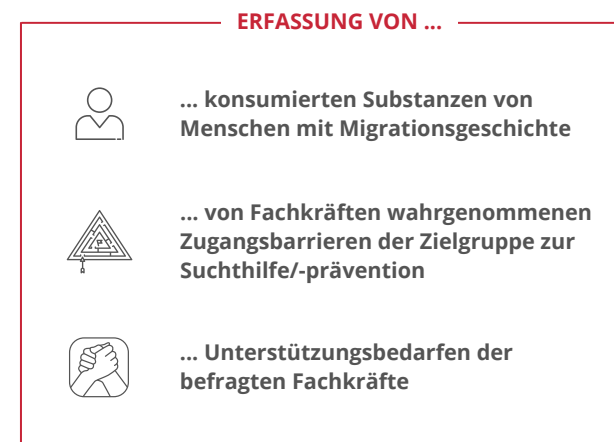 ERFASSUNG VON ...
... konsumierten Substanzen von
Menschen mit Migrationsgeschichte
... von Fachkräften wahrgenommenen
Zugangsbarrieren der Zielgruppe zur
Suchthilfe/-prävention
... Unterstützungsbedarfen der
befragten Fachkräfte